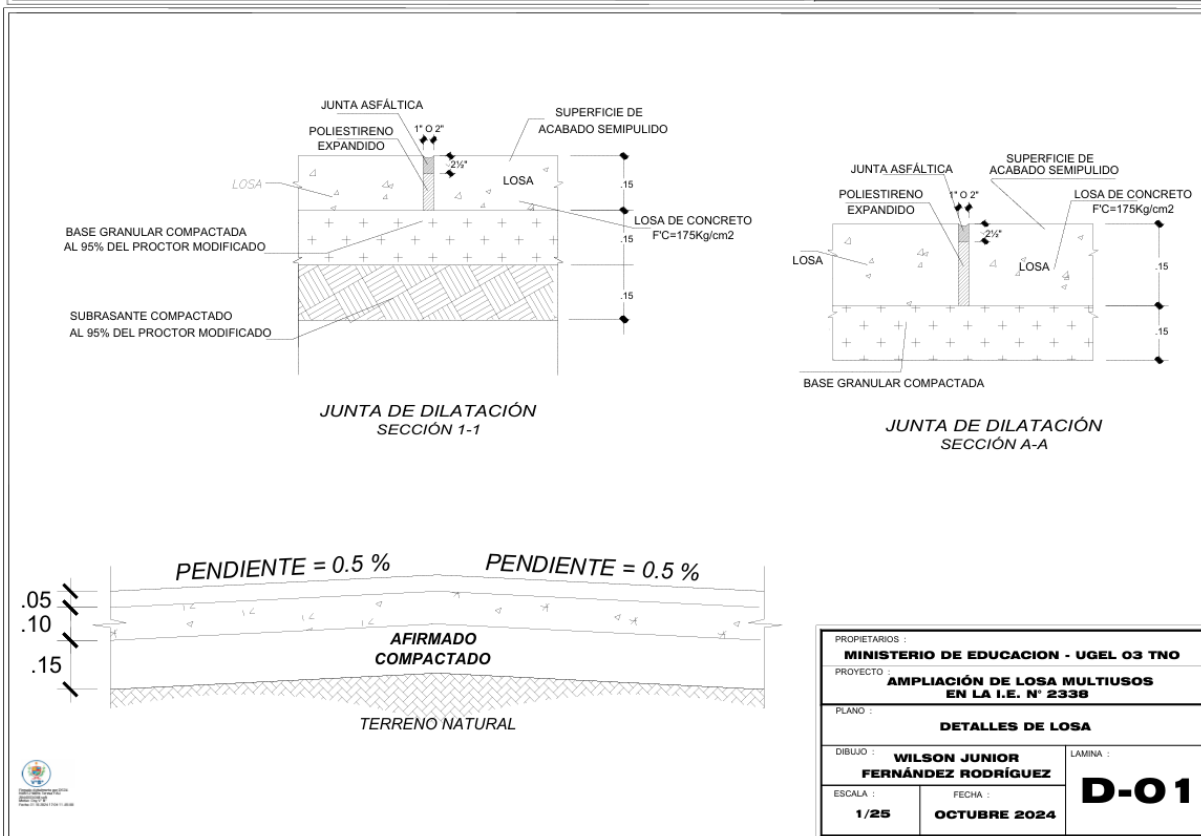 JUNTA ASFÁLTICA
POLIESTIRENO
EXPANDIDO
1" O 2"
2½"
SUPERFICIE DE
ACABADO SEMIPULIDO
LOSA
LOSA
.15
LOSA DE CONCRETO
F'C=175Kg/cm2
BASE GRANULAR COMPACTADA
AL 95% DEL PROCTOR MODIFICADO
.15
.15
SUBRASANTE COMPACTADO
AL 95% DEL PROCTOR MODIFICADO
JUNTA DE DILATACIÓN
SECCIÓN 1-1
JUNTA ASFÁLTICA
SUPERFICIE DE
ACABADO SEMIPULIDO
POLIESTIRENO
EXPANDIDO
1" O 2"
2½"
LOSA DE CONCRETO
F'C=175Kg/cm2
LOSA
LOSA
.15
.15
BASE GRANULAR COMPACTADA
JUNTA DE DILATACIÓN
SECCIÓN A-A
PENDIENTE = 0.5 %
PENDIENTE = 0.5 %
.05
.10
.15
AFIRMADO
COMPACTADO
TERRENO NATURAL
PROPIETARIOS :
MINISTERIO DE EDUCACION - UGEL 03 TNO
PROYECTO :
AMPLIACIÓN DE LOSA MULTIUSOS
EN LA I.E. N° 2338
PLANO :
DETALLES DE LOSA
DIBUJO :
WILSON JUNIOR
FERNÁNDEZ RODRÍGUEZ
LAMINA :
D-01
ESCALA :
1/25
FECHA :
OCTUBRE 2024